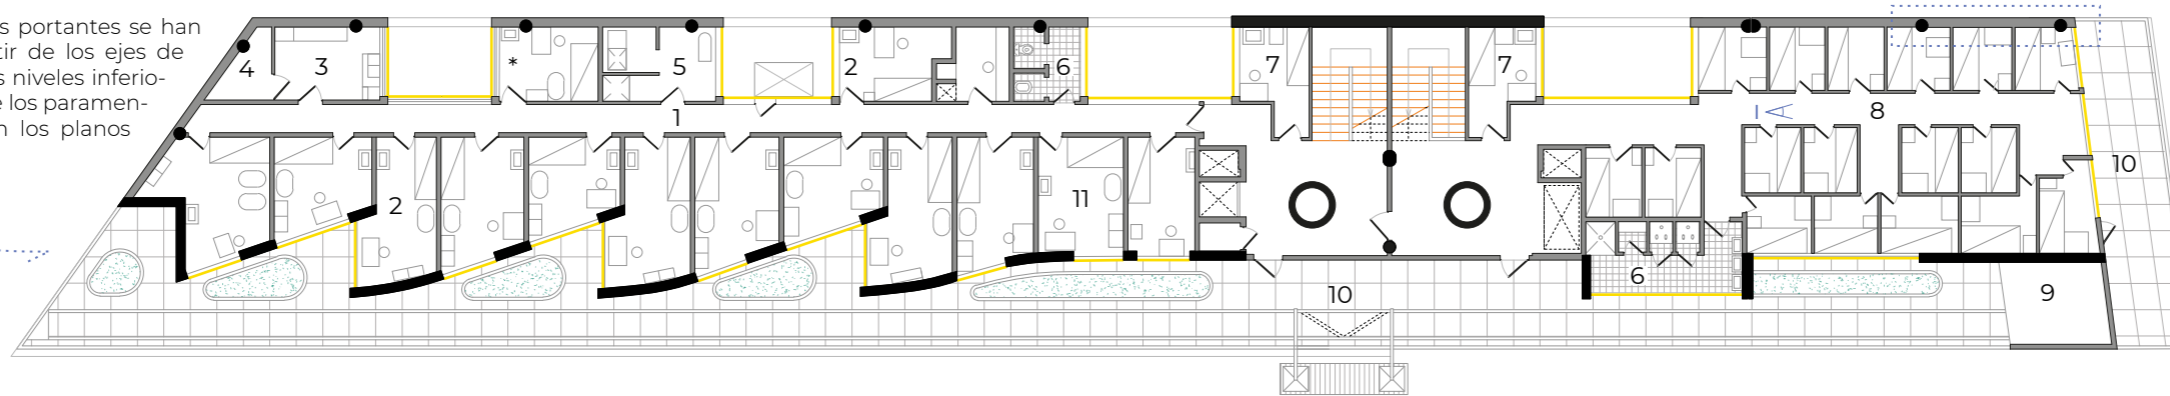 s portantes se han
tir de los ejes de
s niveles inferio-
e los paramen-
n los planos
4
3
*
5
2
6
7
7
1
8
I A
10
2
11
10
6
9